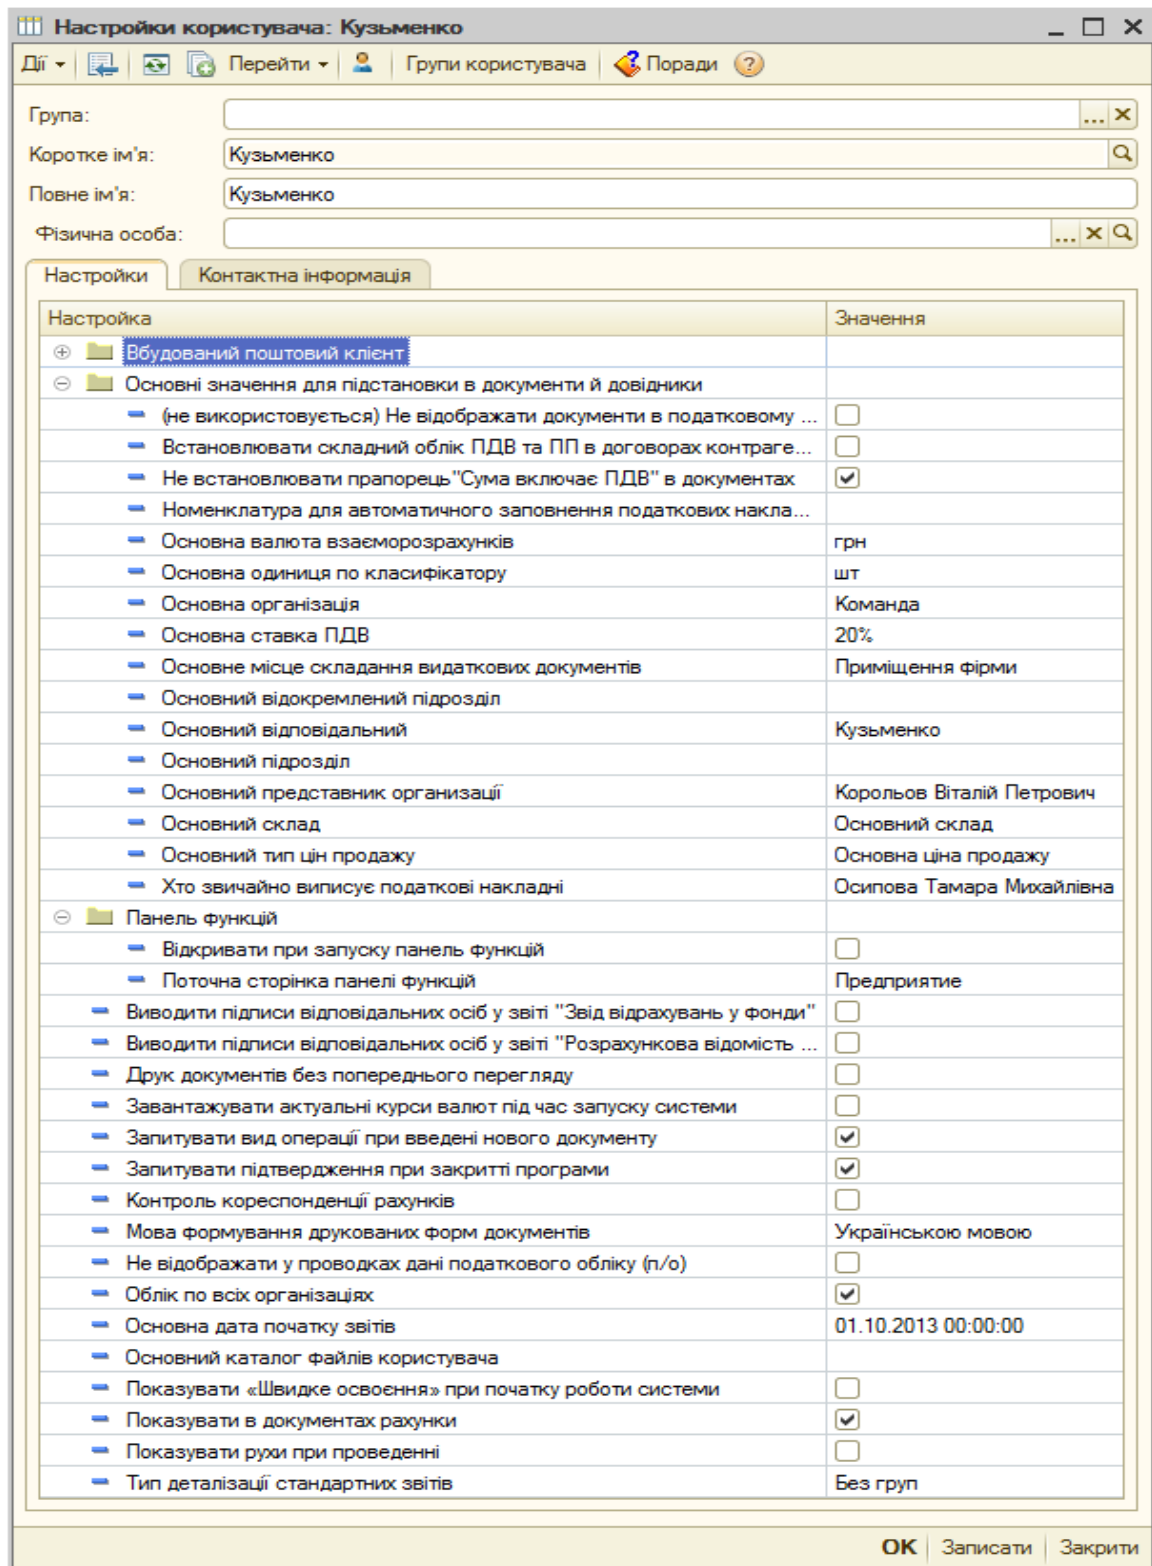 Настройки користувача: Кузьменко
Дії Перейти Групи користувача Поради
Група:
Коротке ім'я: Кузьменко
Повне ім'я: Кузьменко
Фізична особа:
Настройки Контактна інформація
Настройка Значення
Вбудований поштовий клієнт
Основні значення для підстановки в документи й довідники
(не використовується) Не відображати документи в податковому ...
Встановлювати складний облік ПДВ та ПП в договорах контраге...
Не встановлювати прапорець"Сума включає ПДВ" в документах
Номенклатура для автоматичного заповнення податкових накла...
Основна валюта взаєморозрахунків грн
Основна одиниця по класифікатору шт
Основна організація Команда
Основна ставка ПДВ 20%
Основне місце складання видаткових документів Приміщення фірми
Основний відокремлений підрозділ
Основний відповідальний Кузьменко
Основний підрозділ
Основний представник организації Корольов Віталій Петрович
Основний склад Основний склад
Основний тип цін продажу Основна ціна продажу
Хто звичайно виписує податкові накладні Осипова Тамара Михайлівна
Панель функцій
Відкривати при запуску панель функцій
Поточна сторінка панелі функцій Предприятие
Виводити підписи відповідальних осіб у звіті "Звід відрахувань у фонди"
Виводити підписи відповідальних осіб у звіті "Розрахункова відомість ...
Друк документів без попереднього перегляду
Завантажувати актуальні курси валют під час запуску системи
Запитувати вид операції при введені нового документу
Запитувати підтвердження при закритті програми
Контроль кореспонденції рахунків
Мова формування друкованих форм документів Українською мовою
Не відображати у проводках дані податкового обліку (п/о)
Облік по всіх організаціях
Основна дата початку звітів 01.10.2013 00:00:00
Основний каталог файлів користувача
Показувати «Швидке освоєння» при початку роботи системи
Показувати в документах рахунки
Показувати рухи при проведенні
Тип деталізації стандартних звітів Без груп
OK Записати Закрити